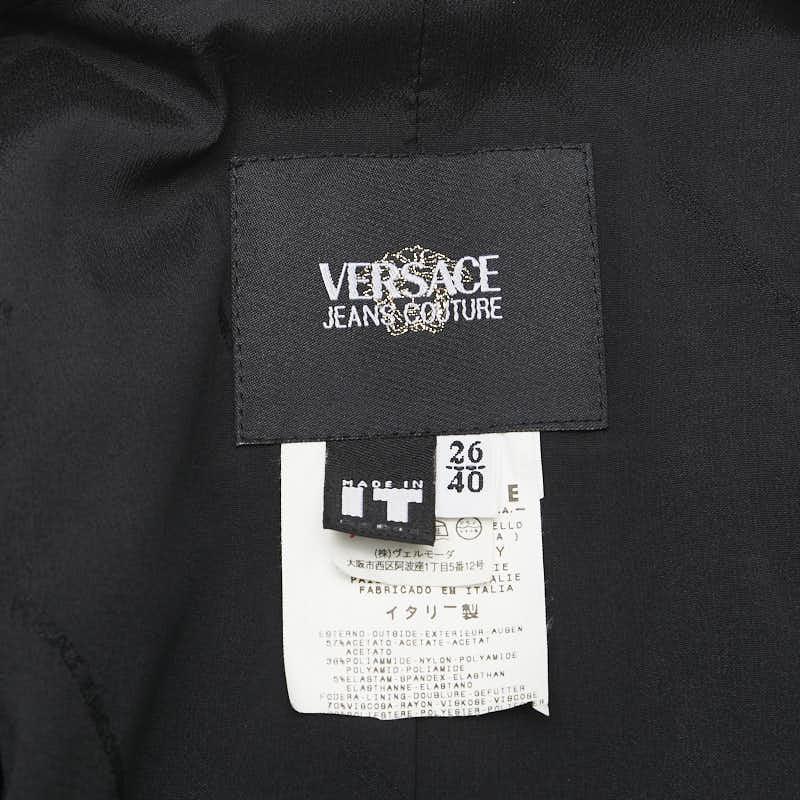 VERSACE
JEANS COUTURE
MADE IN
IT
26
40
E
ELLO
(株)ヴェルモーダ
大阪市西区阿波座1丁目5番12号
FABRICADO EM ITALIA
イタリー製
ESTERNO-OUTSIDE-EXTERIEUR-AUßEN
57%ACETATO-ACETATE-ACETAT
ACETATO
38%POLIAMMIDE-NYLON-POLYAMIDE
POLYAMID-POLIAMIDE
5%ELASTAM-SPANDEX-ELASTHAN
ELASTHANNE-ELASTANO
FODERA-LINING-DOUBLURE-GEFUTTER
70%VISCOSA-RAYON-VISKOSE-VISCOSE
POLIESTERE-POLYESTER-POLYESTER